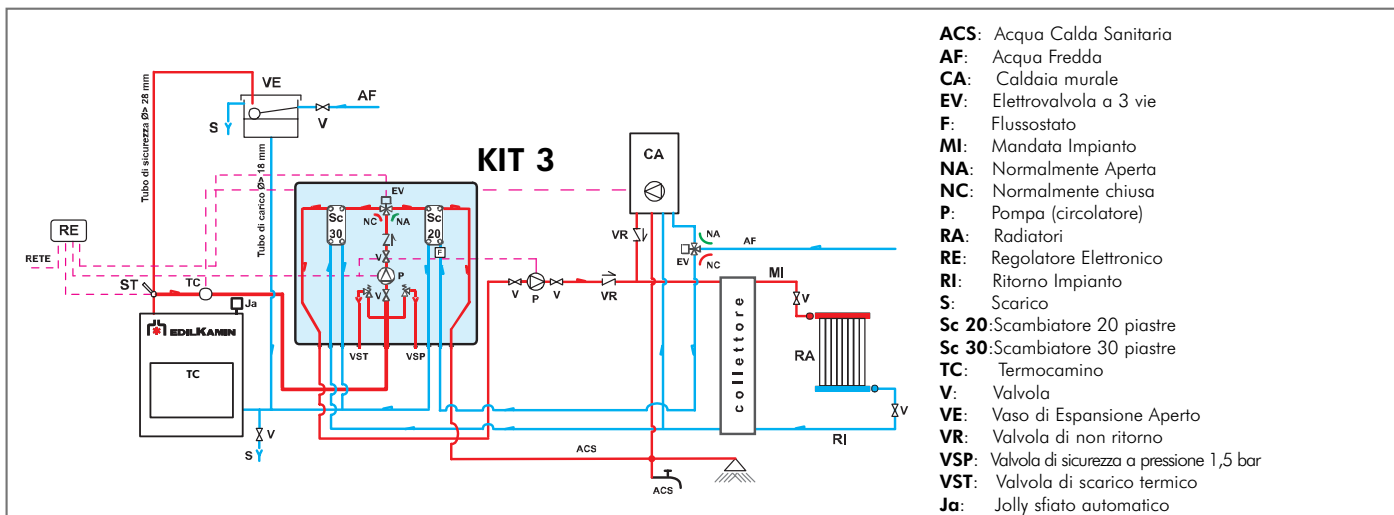 VE
AF
S
V
Tubo di sicurezza Ø> 28 mm
Tubo di carico Ø> 18 mm
KIT 3
CA
EV
Sc
30
NC
NA
Sc
20
F
V
P
V
RE
RETE
ST
TC
Ja
EDILKAMIN
TC
VST
VSP
V
S
V
P
V
VR
VR
EV
NA
NC
AF
MI
V
collettore
RA
V
RI
ACS
ACS
ACS: Acqua Calda Sanitaria
AF: Acqua Fredda
CA: Caldaia murale
EV: Elettrovalvola a 3 vie
F: Flussostato
MI: Mandata Impianto
NA: Normalmente Aperta
NC: Normalmente chiusa
P: Pompa (circolatore)
RA: Radiatori
RE: Regolatore Elettronico
RI: Ritorno Impianto
S: Scarico
Sc 20:Scambiatore 20 piastre
Sc 30:Scambiatore 30 piastre
TC: Termocamino
V: Valvola
VE: Vaso di Espansione Aperto
VR: Valvola di non ritorno
VSP: Valvola di sicurezza a pressione 1,5 bar
VST: Valvola di scarico termico
Ja: Jolly sfiato automatico